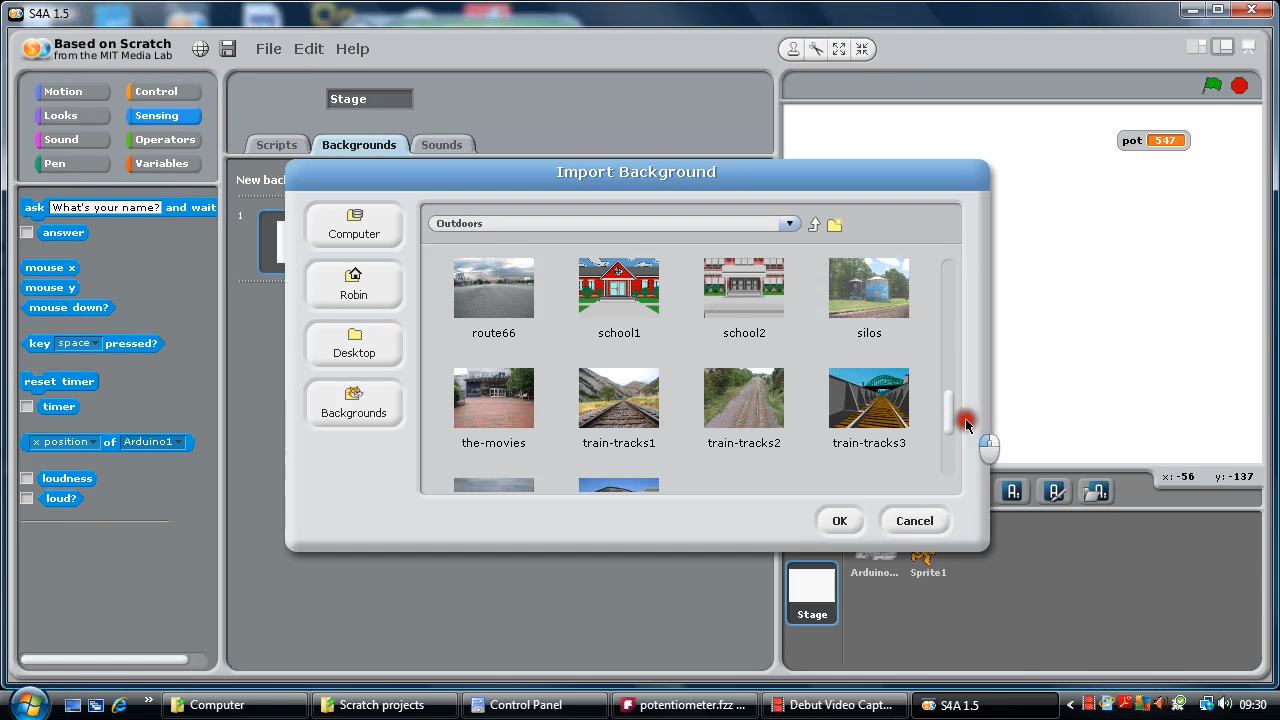 S4A 1.5
Based on Scratch
from the MIT Media Lab
File Edit Help
Motion Control
Looks Sensing
Sound Operators
Pen Variables
ask What's your name? and wait
answer
mouse x
mouse y
mouse down?
key space pressed?
reset timer
timer
x position of Arduino1
loudness
loud?
Stage
Scripts Backgrounds Sounds
New bac
1
Import Background
Computer
Robin
Desktop
Backgrounds
Outdoors
route66 school1 school2 silos
the-movies train-tracks1 train-tracks2 train-tracks3
OK Cancel
pot 547
x: -56 y: -137
Arduino... Sprite1
Stage
Computer Scratch projects Control Panel potentiometer.fzz ... Debut Video Capt... S4A 1.5 09:30